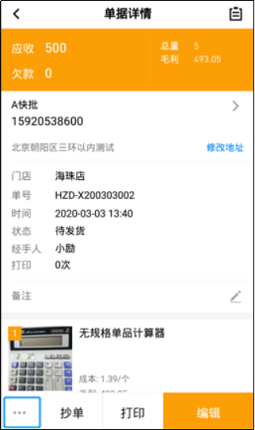 单据详情
应收 500
总量 5
毛利 493.05
欠款 0
A快批
15920538600
北京朝阳区三环以内测试 修改地址
门店 海珠店
单号 HZD-X200303002
时间 2020-03-03 13:40
状态 待发货
经手人 小励
打印 0次
备注
1 无规格单品计算器
成本: 1.39/个
... 抄单 打印 编辑